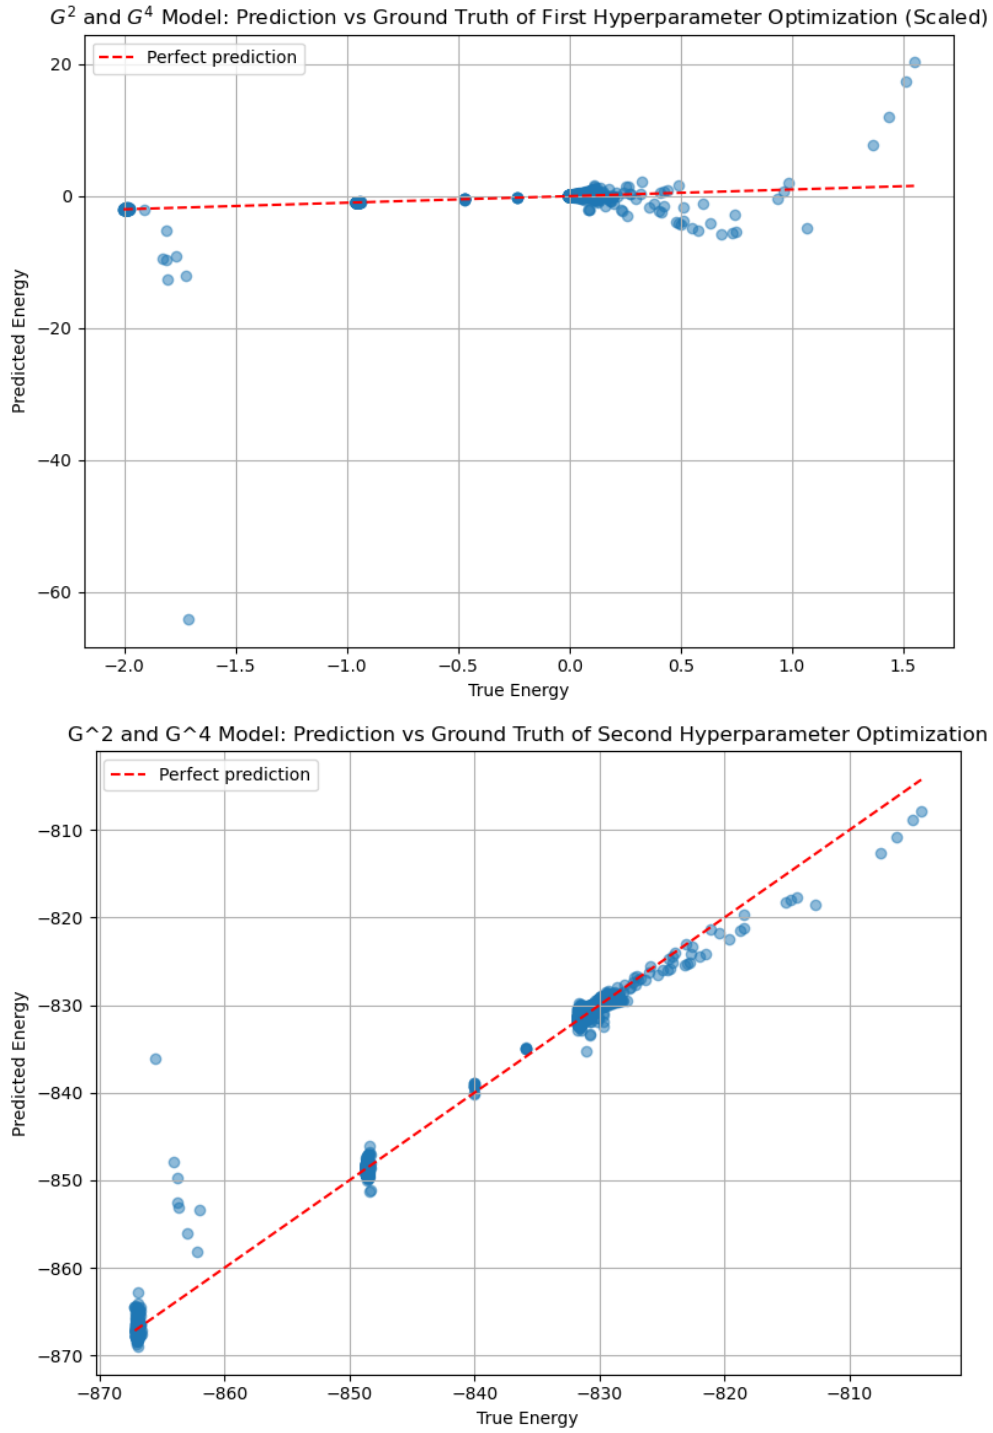 G² and G⁴ Model: Prediction vs Ground Truth of First Hyperparameter Optimization (Scaled)
Perfect prediction
20
0
−20
−40
−60
Predicted Energy
−2.0 −1.5 −1.0 −0.5 0.0 0.5 1.0 1.5
True Energy
G^2 and G^4 Model: Prediction vs Ground Truth of Second Hyperparameter Optimization
Perfect prediction
−810
−820
−830
−840
−850
−860
−870
Predicted Energy
−870 −860 −850 −840 −830 −820 −810
True Energy